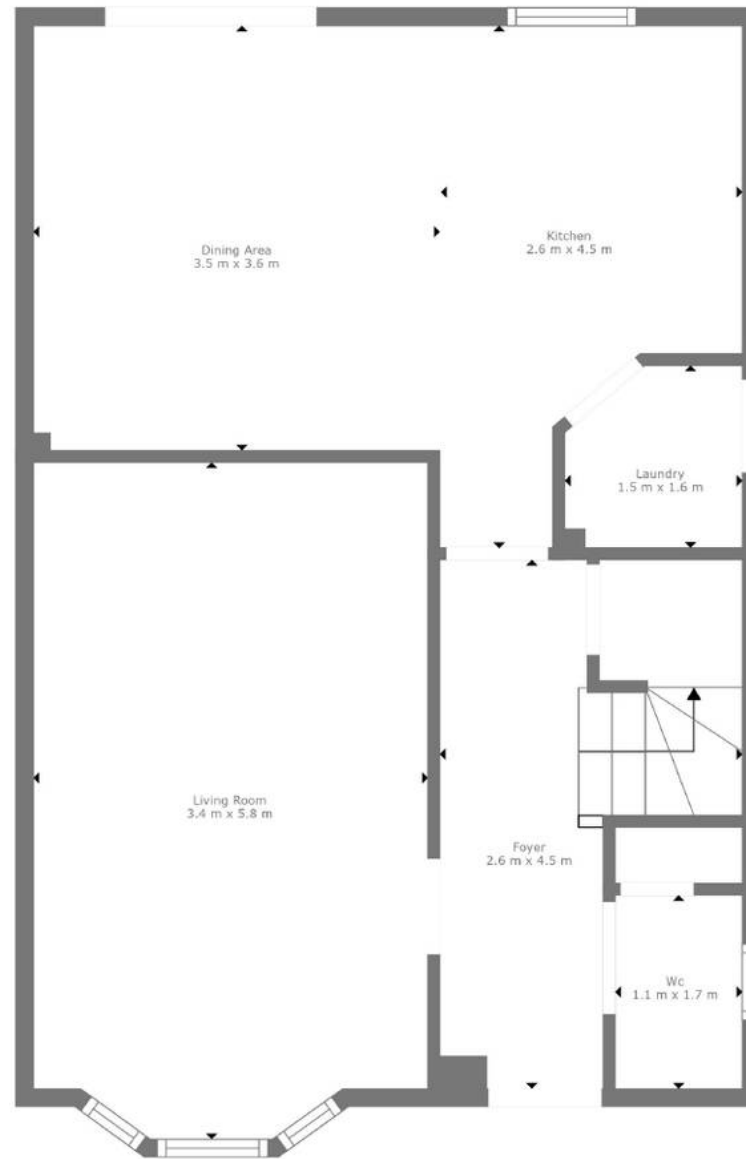 Dining Area
3.5 m x 3.6 m
Kitchen
2.6 m x 4.5 m
Laundry
1.5 m x 1.6 m
Living Room
3.4 m x 5.8 m
Foyer
2.6 m x 4.5 m
Wc
1.1 m x 1.7 m